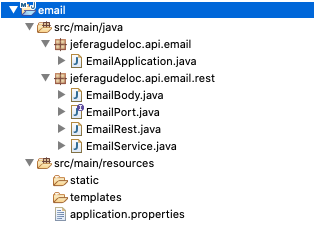 email
src/main/java
jeferagudeloc.api.email
EmailApplication.java
jeferagudeloc.api.email.rest
EmailBody.java
EmailPort.java
EmailRest.java
EmailService.java
src/main/resources
static
templates
application.properties